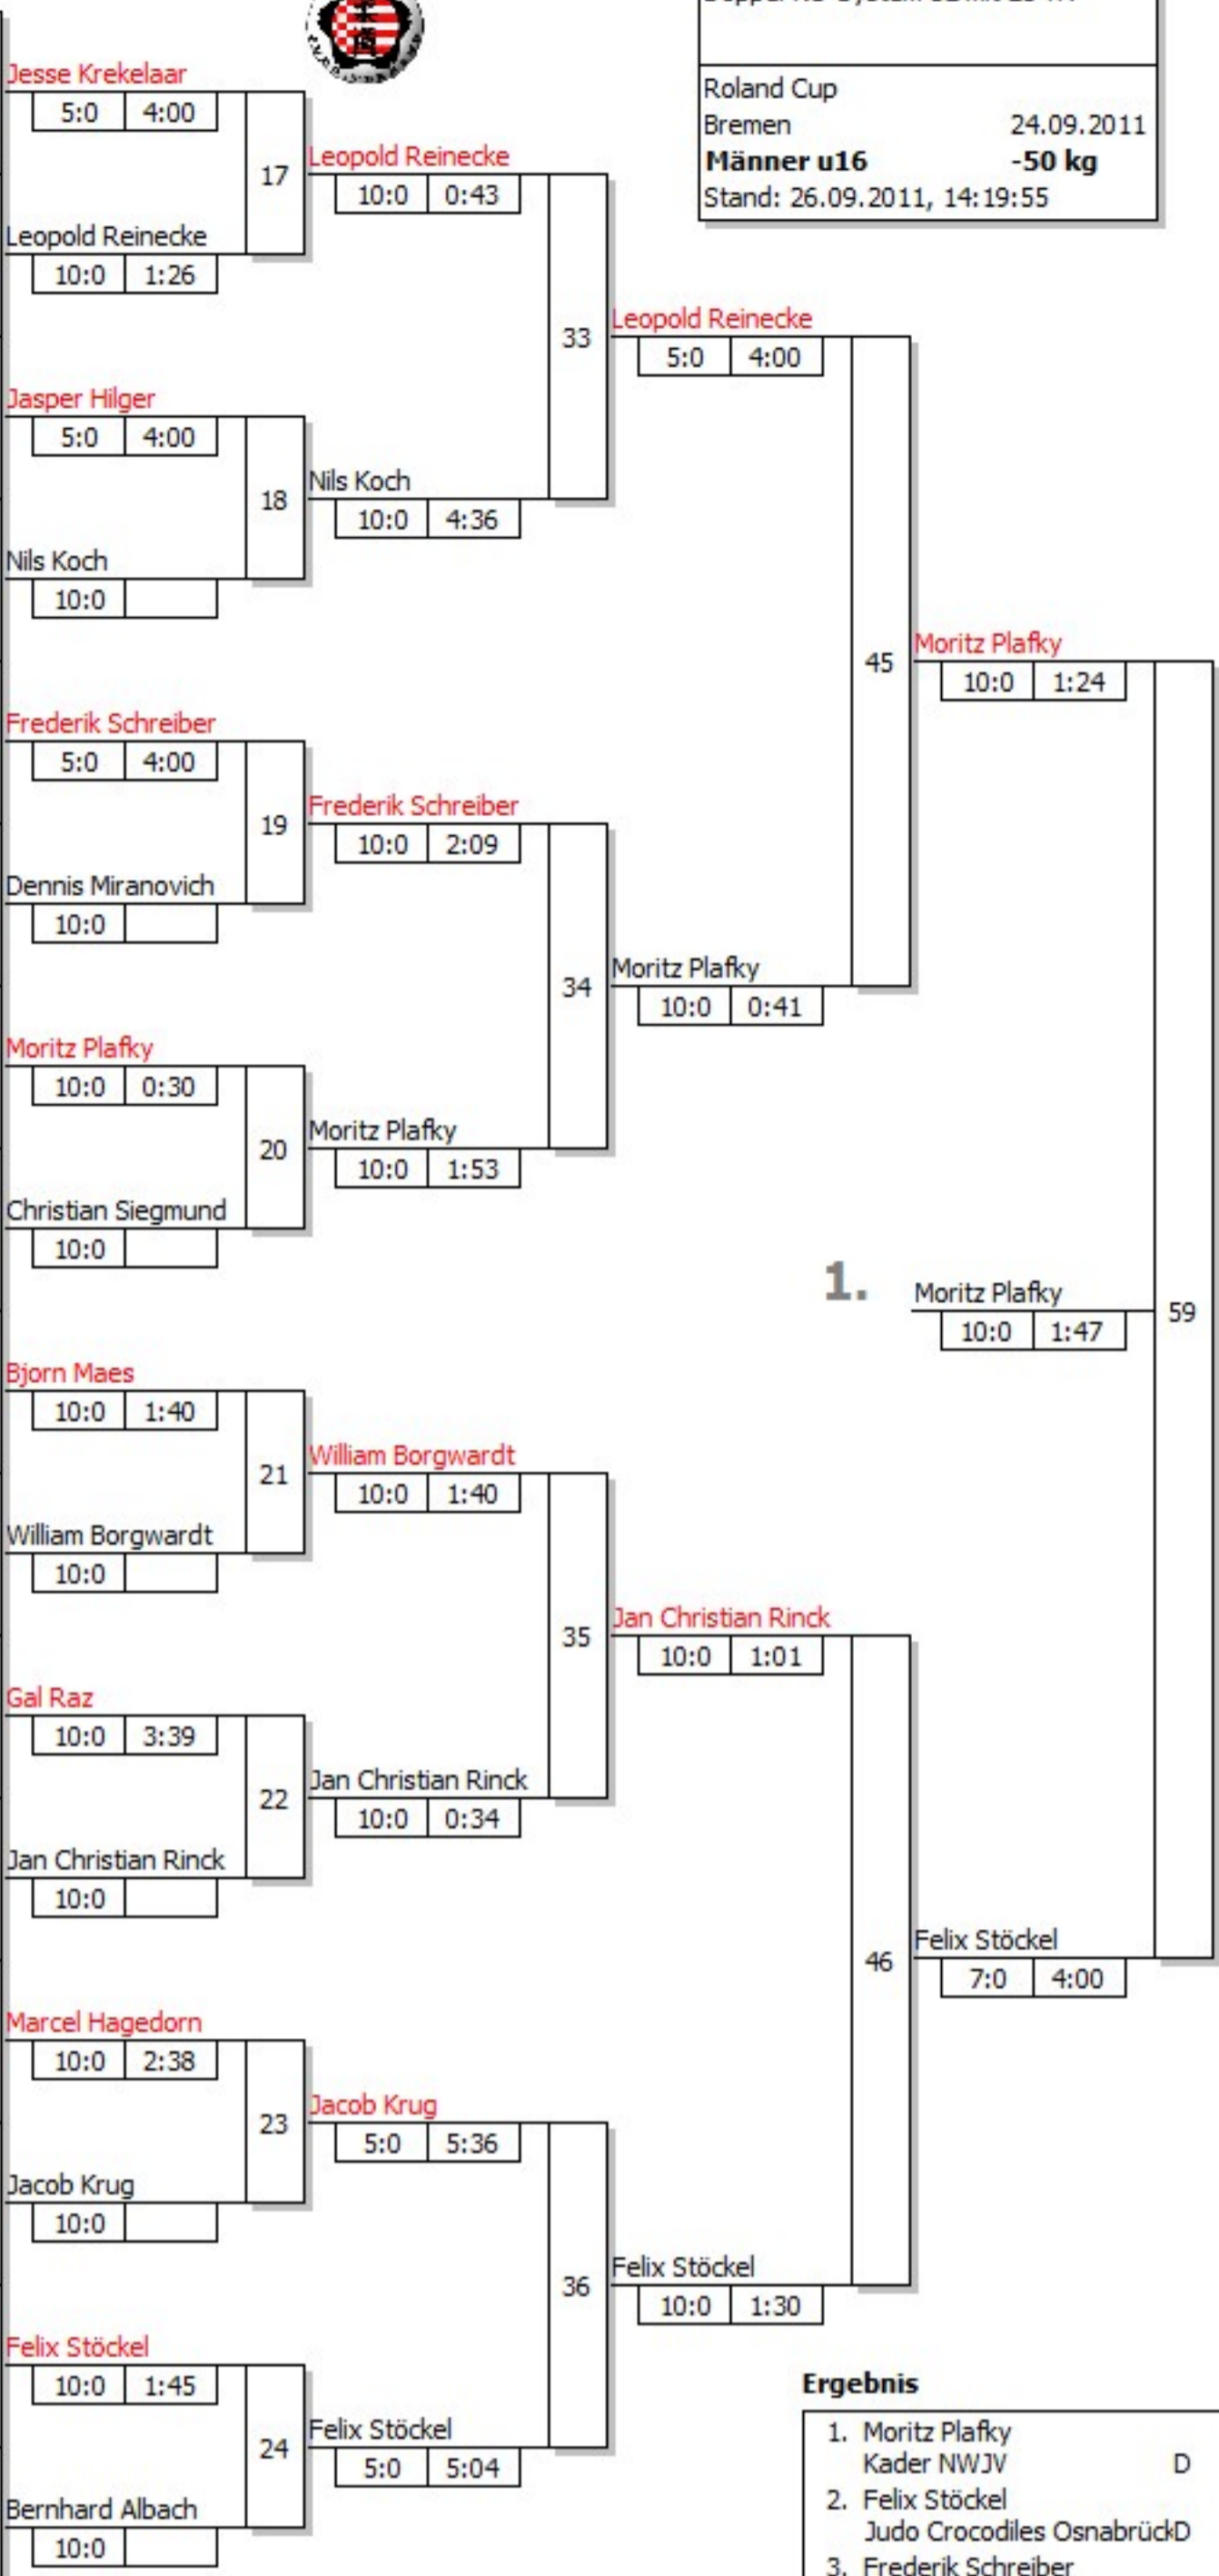 Roland Cup
Bremen 24.09.2011
Männer u16 -50 kg
Stand: 26.09.2011, 14:19:55
Jesse Krekelaar
5:0 4:00
17
Leopold Reinecke
10:0 0:43
Leopold Reinecke
10:0 1:26
33
Leopold Reinecke
5:0 4:00
Jasper Hilger
5:0 4:00
18
Nils Koch
10:0 4:36
Nils Koch
10:0
45
Moritz Plafky
10:0 1:24
Frederik Schreiber
5:0 4:00
19
Frederik Schreiber
10:0 2:09
Dennis Miranovich
10:0
34
Moritz Plafky
10:0 0:41
Moritz Plafky
10:0 0:30
20
Moritz Plafky
10:0 1:53
Christian Siegmund
10:0
1.
Moritz Plafky
10:0 1:47
59
Bjorn Maes
10:0 1:40
21
William Borgwardt
10:0 1:40
William Borgwardt
10:0
35
Jan Christian Rinck
10:0 1:01
Gal Raz
10:0 3:39
22
Jan Christian Rinck
10:0 0:34
Jan Christian Rinck
10:0
46
Felix Stöckel
7:0 4:00
Marcel Hagedorn
10:0 2:38
23
Jacob Krug
5:0 5:36
Jacob Krug
10:0
36
Felix Stöckel
10:0 1:30
Felix Stöckel
10:0 1:45
24
Felix Stöckel
5:0 5:04
Bernhard Albach
10:0
Ergebnis
1. Moritz Plafky
Kader NWJV D
2. Felix Stöckel
Judo Crocodiles OsnabrückD
3. Frederik Schreiber